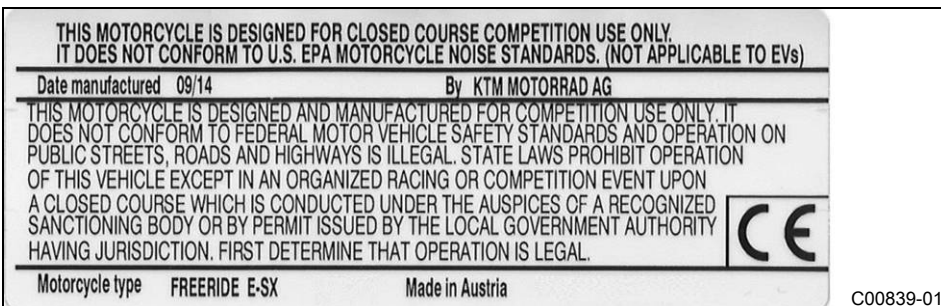 THIS MOTORCYCLE IS DESIGNED FOR CLOSED COURSE COMPETITION USE ONLY.
IT DOES NOT CONFORM TO U.S. EPA MOTORCYCLE NOISE STANDARDS. (NOT APPLICABLE TO EVs)
Date manufactured 09/14 By KTM MOTORRAD AG
THIS MOTORCYCLE IS DESIGNED AND MANUFACTURED FOR COMPETITION USE ONLY. IT
DOES NOT CONFORM TO FEDERAL MOTOR VEHICLE SAFETY STANDARDS AND OPERATION ON
PUBLIC STREETS, ROADS AND HIGHWAYS IS ILLEGAL. STATE LAWS PROHIBIT OPERATION
OF THIS VEHICLE EXCEPT IN AN ORGANIZED RACING OR COMPETITION EVENT UPON
A CLOSED COURSE WHICH IS CONDUCTED UNDER THE AUSPICES OF A RECOGNIZED
SANCTIONING BODY OR BY PERMIT ISSUED BY THE LOCAL GOVERNMENT AUTHORITY
HAVING JURISDICTION. FIRST DETERMINE THAT OPERATION IS LEGAL.
CE
Motorcycle type FREERIDE E-SX Made in Austria
C00839-01